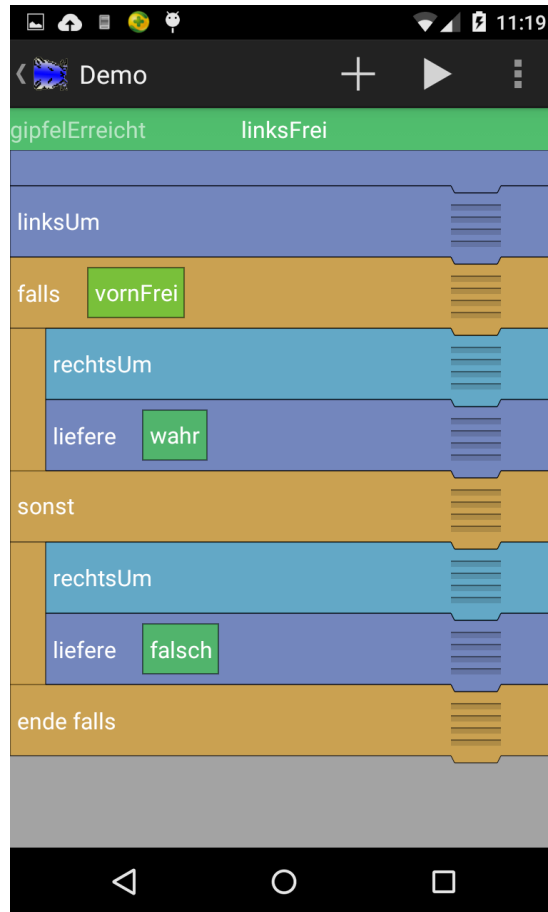 11:19
Demo
gipfelErreicht linksFrei
linksUm
falls vornFrei
rechtsUm
liefere wahr
sonst
rechtsUm
liefere falsch
ende falls